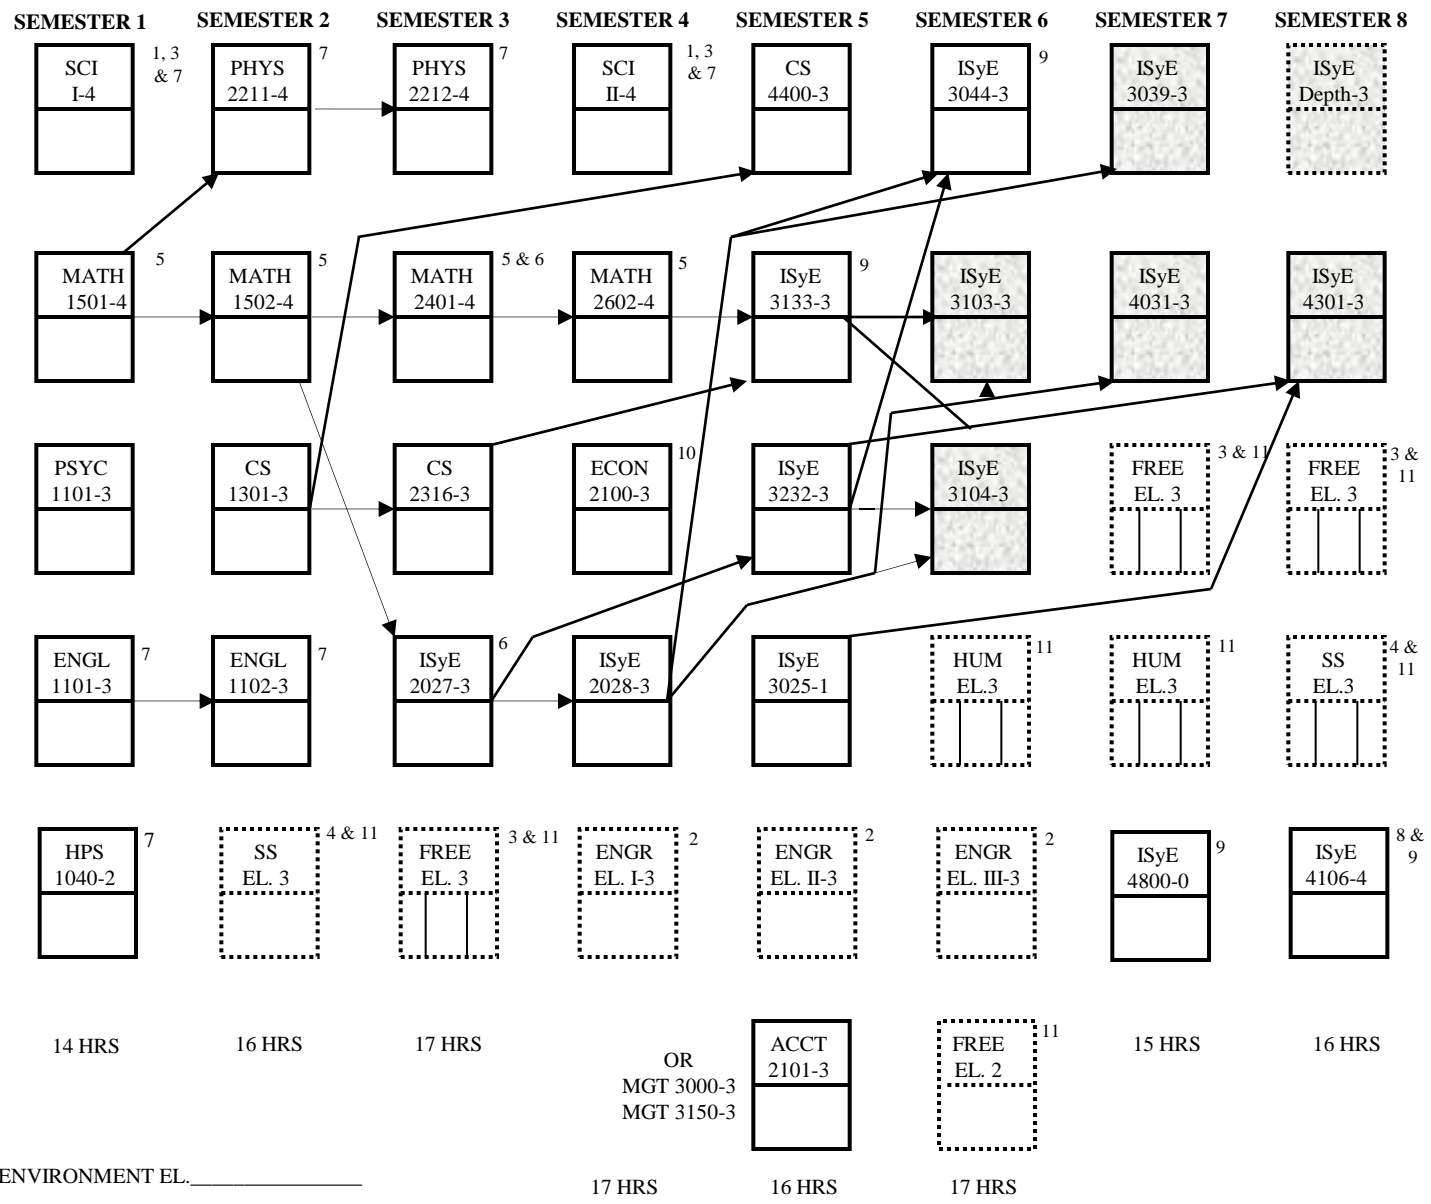 SEMESTER 1 SEMESTER 2 SEMESTER 3 SEMESTER 4 SEMESTER 5 SEMESTER 6 SEMESTER 7 SEMESTER 8
SCI
I-4
1, 3
& 7
PHYS
2211-4
7
PHYS
2212-4
7
SCI
II-4
1, 3
& 7
CS
4400-3
ISyE
3044-3
9
ISyE
3039-3
ISyE
Depth-3
MATH
1501-4
5
MATH
1502-4
5
MATH
2401-4
5 & 6
MATH
2602-4
5
ISyE
3133-3
9
ISyE
3103-3
ISyE
4031-3
ISyE
4301-3
PSYC
1101-3
CS
1301-3
CS
2316-3
ECON
2100-3
10
ISyE
3232-3
ISyE
3104-3
FREE
EL. 3
3 & 11
FREE
EL. 3
3 &
11
ENGL
1101-3
7
ENGL
1102-3
7
ISyE
2027-3
6
ISyE
2028-3
ISyE
3025-1
HUM
EL.3
11
HUM
EL.3
11
SS
EL.3
4 &
11
HPS
1040-2
7
SS
EL. 3
4 & 11
FREE
EL. 3
3 & 11
ENGR
EL. I-3
2
ENGR
EL. II-3
2
ENGR
EL. III-3
2
ISyE
4800-0
9
ISyE
4106-4
8 &
9
14 HRS
16 HRS
17 HRS
OR
MGT 3000-3
MGT 3150-3
ACCT
2101-3
FREE
EL. 2
11
15 HRS
16 HRS
ENVIRONMENT EL.________________
17 HRS
16 HRS
17 HRS